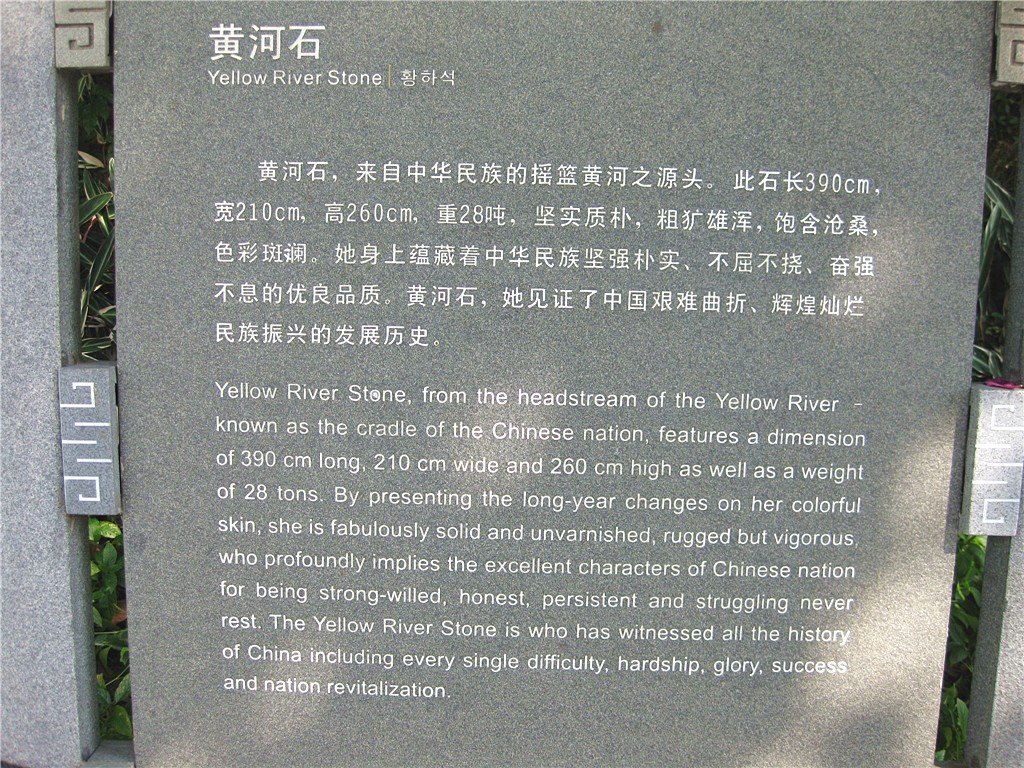 黄河石
Yellow River Stone | 황하석
黄河石，来自中华民族的摇篮黄河之源头。此石长390cm，
宽210cm，高260cm，重28吨，坚实质朴，粗犷雄浑，饱含沧桑，
色彩斑斓。她身上蕴藏着中华民族坚强朴实、不屈不挠、奋强
不息的优良品质。黄河石，她见证了中国艰难曲折、辉煌灿烂
民族振兴的发展历史。
Yellow River Stone, from the headstream of the Yellow River -
known as the cradle of the Chinese nation, features a dimension
of 390 cm long, 210 cm wide and 260 cm high as well as a weight
of 28 tons. By presenting the long-year changes on her colorful
skin, she is fabulously solid and unvarnished, rugged but vigorous,
who profoundly implies the excellent characters of Chinese nation
for being strong-willed, honest, persistent and struggling never
rest. The Yellow River Stone is who has witnessed all the history
of China including every single difficulty, hardship, glory, success
and nation revitalization.